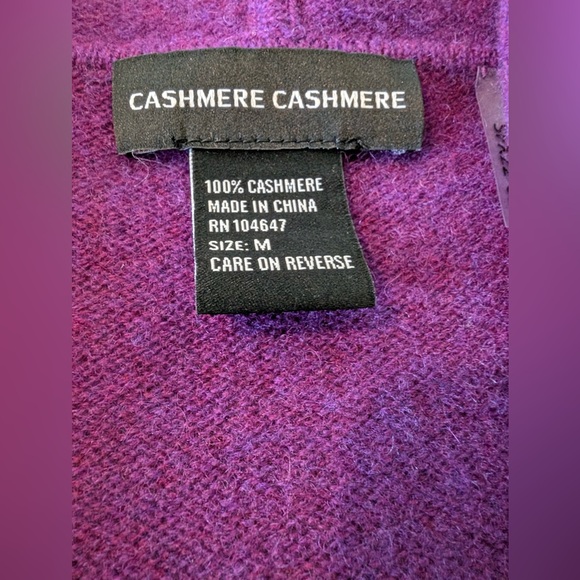 CASHMERE CASHMERE
100% CASHMERE
MADE IN CHINA
RN 104647
SIZE: M
CARE ON REVERSE